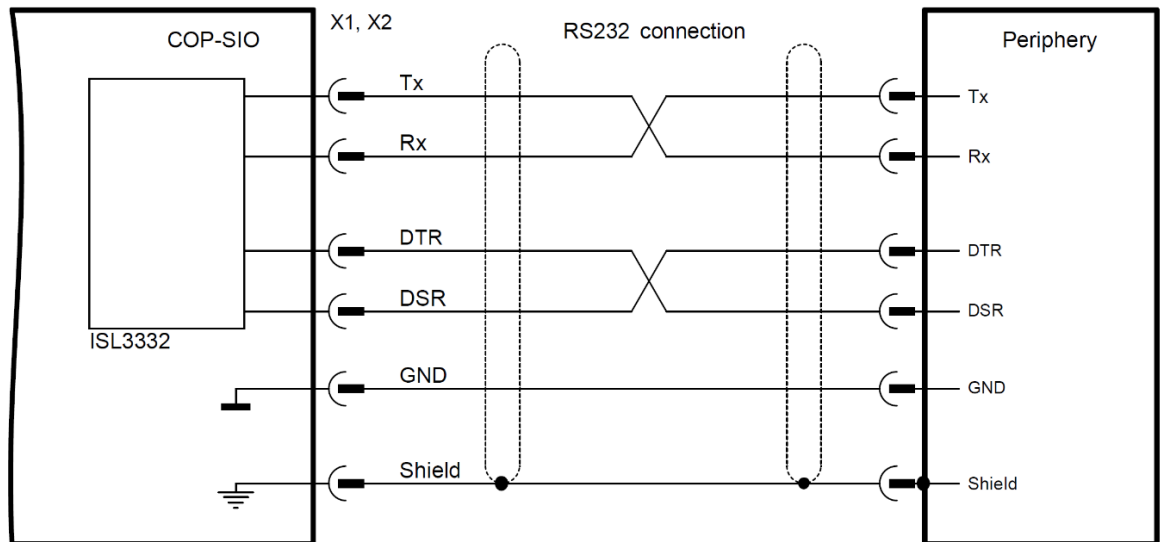 COP-SIO
X1, X2
RS232 connection
Periphery
Tx
Tx
Rx
Rx
DTR
DTR
DSR
DSR
ISL3332
GND
GND
Shield
Shield